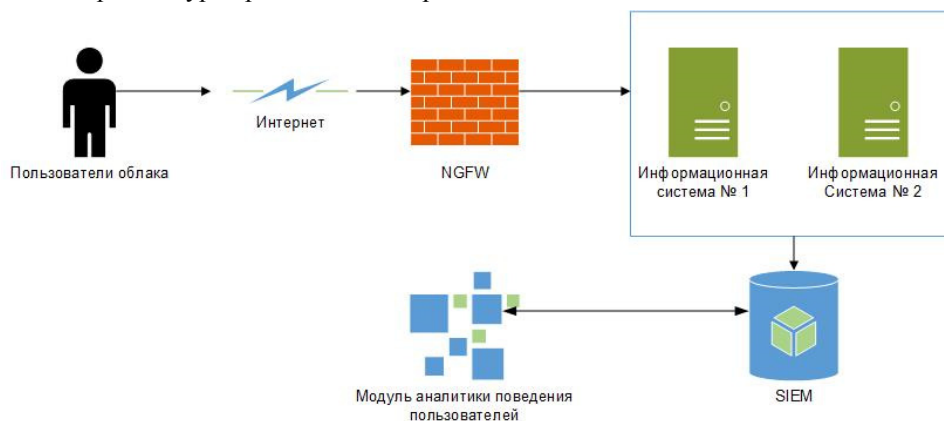 Интернет
Пользователи облака
NGFW
Информационная
система № 1
Информационная
Система № 2
Модуль аналитики поведения
пользователей
SIEM